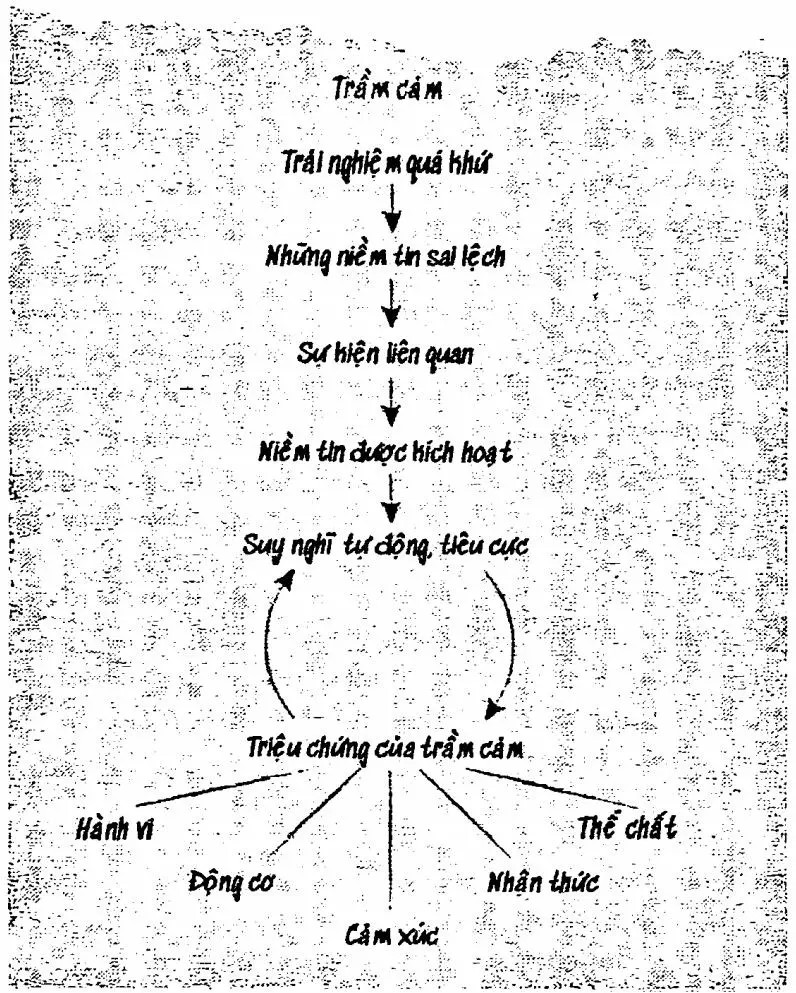 Trầm cảm
Trải nghiệm quá khứ
Những niềm tin sai lệch
Sự kiện liên quan
Niềm tin được kích hoạt
Suy nghĩ tự động, tiêu cực
Triệu chứng của trầm cảm
Hành vi
Thể chất
Động cơ
Nhận thức
Cảm xúc